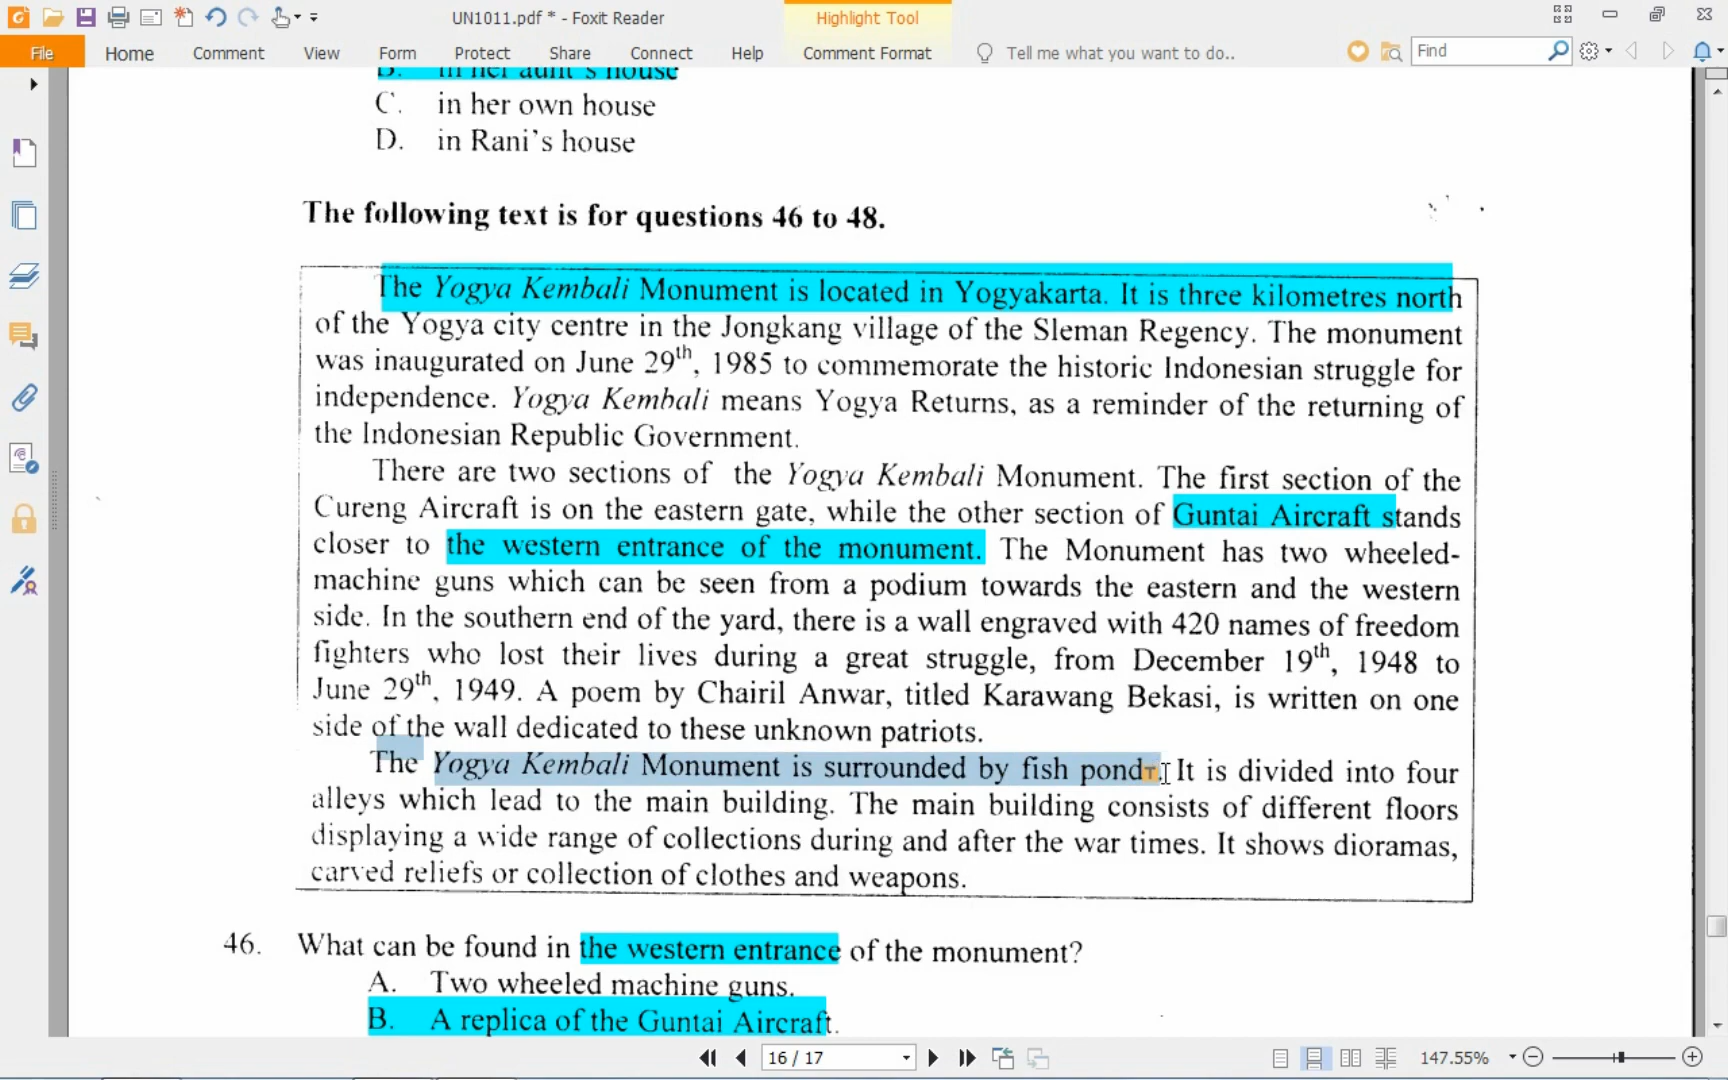 UN1011.pdf * - Foxit Reader
Highlight Tool
File Home Comment View Form Protect Share Connect Help Comment Format Tell me what you want to do.. Find
B. in her aunt's house
C. in her own house
D. in Rani's house
The following text is for questions 46 to 48.
The Yogya Kembali Monument is located in Yogyakarta. It is three kilometres north
of the Yogya city centre in the Jongkang village of the Sleman Regency. The monument
was inaugurated on June 29th, 1985 to commemorate the historic Indonesian struggle for
independence. Yogya Kembali means Yogya Returns, as a reminder of the returning of
the Indonesian Republic Government.
There are two sections of the Yogya Kembali Monument. The first section of the
Cureng Aircraft is on the eastern gate, while the other section of Guntai Aircraft stands
closer to the western entrance of the monument. The Monument has two wheeled-
machine guns which can be seen from a podium towards the eastern and the western
side. In the southern end of the yard, there is a wall engraved with 420 names of freedom
fighters who lost their lives during a great struggle, from December 19th, 1948 to
June 29th, 1949. A poem by Chairil Anwar, titled Karawang Bekasi, is written on one
side of the wall dedicated to these unknown patriots.
The Yogya Kembali Monument is surrounded by fish pond. It is divided into four
alleys which lead to the main building. The main building consists of different floors
displaying a wide range of collections during and after the war times. It shows dioramas,
carved reliefs or collection of clothes and weapons.
46. What can be found in the western entrance of the monument?
A. Two wheeled machine guns.
B. A replica of the Guntai Aircraft.
16 / 17
147.55%